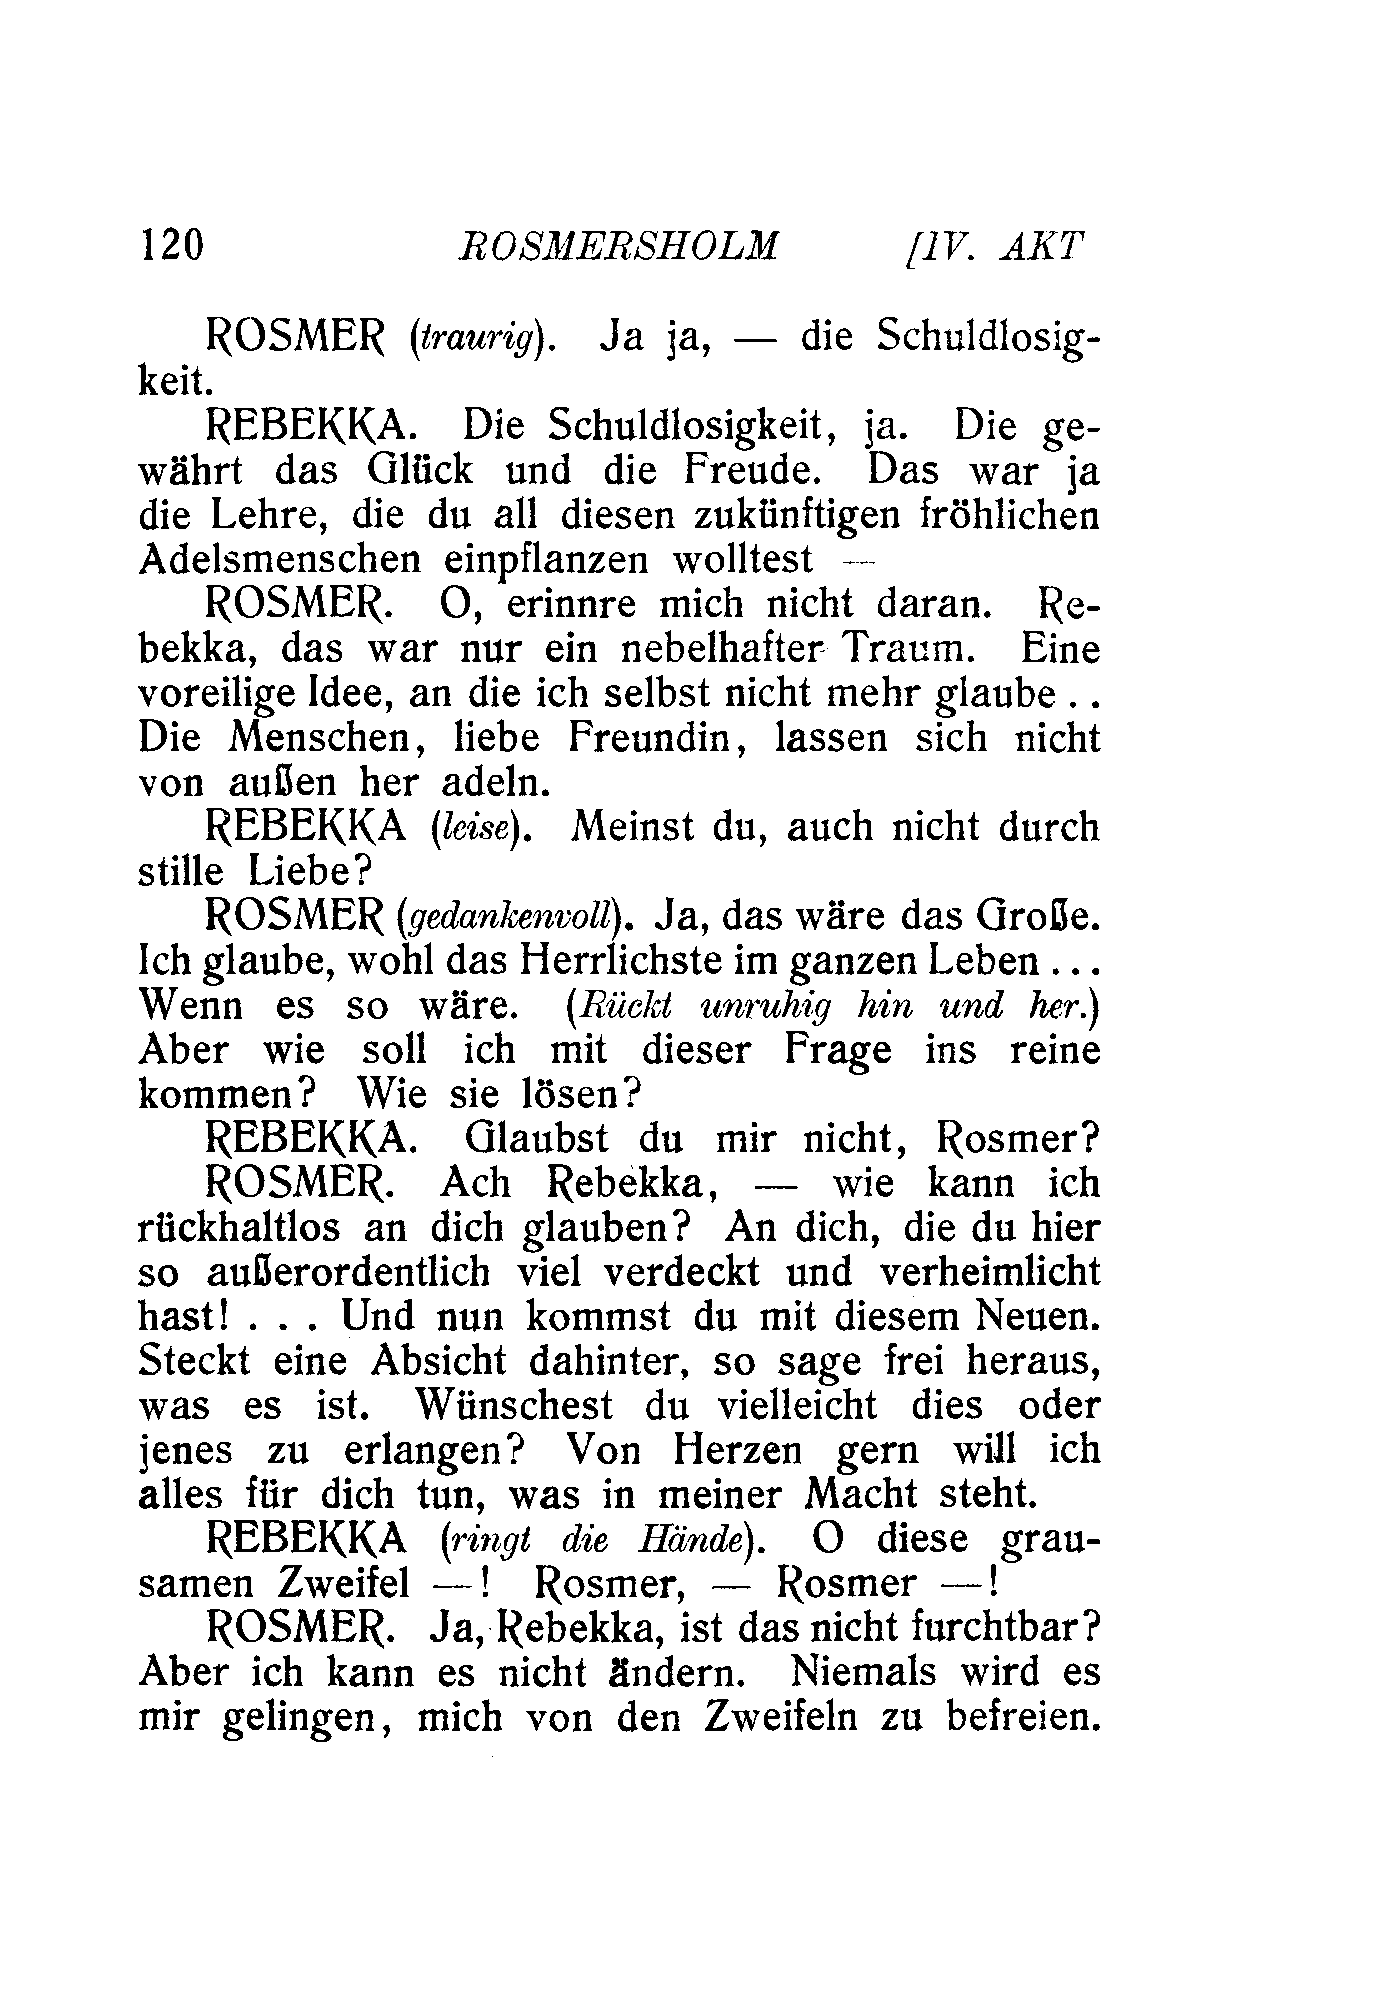 120 ROSMERSHOLM [IV. AKT
ROSMER (traurig). Ja ja, — die Schuldlosig-
keit.
REBEKKA. Die Schuldlosigkeit, ja. Die ge-
währt das Glück und die Freude. Das war ja
die Lehre, die du all diesen zukünftigen fröhlichen
Adelsmenschen einpflanzen wolltest —
ROSMER. O, erinnre mich nicht daran. Re-
bekka, das war nur ein nebelhafter Traum. Eine
voreilige Idee, an die ich selbst nicht mehr glaube . .
Die Menschen, liebe Freundin, lassen sich nicht
von außen her adeln.
REBEKKA (leise). Meinst du, auch nicht durch
stille Liebe?
ROSMER (gedankenvoll). Ja, das wäre das Große.
Ich glaube, wohl das Herrlichste im ganzen Leben . . .
Wenn es so wäre. (Rückt unruhig hin und her.)
Aber wie soll ich mit dieser Frage ins reine
kommen? Wie sie lösen?
REBEKKA. Glaubst du mir nicht, Rosmer?
ROSMER. Ach Rebekka, — wie kann ich
rückhaltlos an dich glauben? An dich, die du hier
so außerordentlich viel verdeckt und verheimlicht
hast! . . . Und nun kommst du mit diesem Neuen.
Steckt eine Absicht dahinter, so sage frei heraus,
was es ist. Wünschest du vielleicht dies oder
jenes zu erlangen? Von Herzen gern will ich
alles für dich tun, was in meiner Macht steht.
REBEKKA (ringt die Hände). O diese grau-
samen Zweifel —! Rosmer, — Rosmer —!
ROSMER. Ja, Rebekka, ist das nicht furchtbar?
Aber ich kann es nicht ändern. Niemals wird es
mir gelingen, mich von den Zweifeln zu befreien.